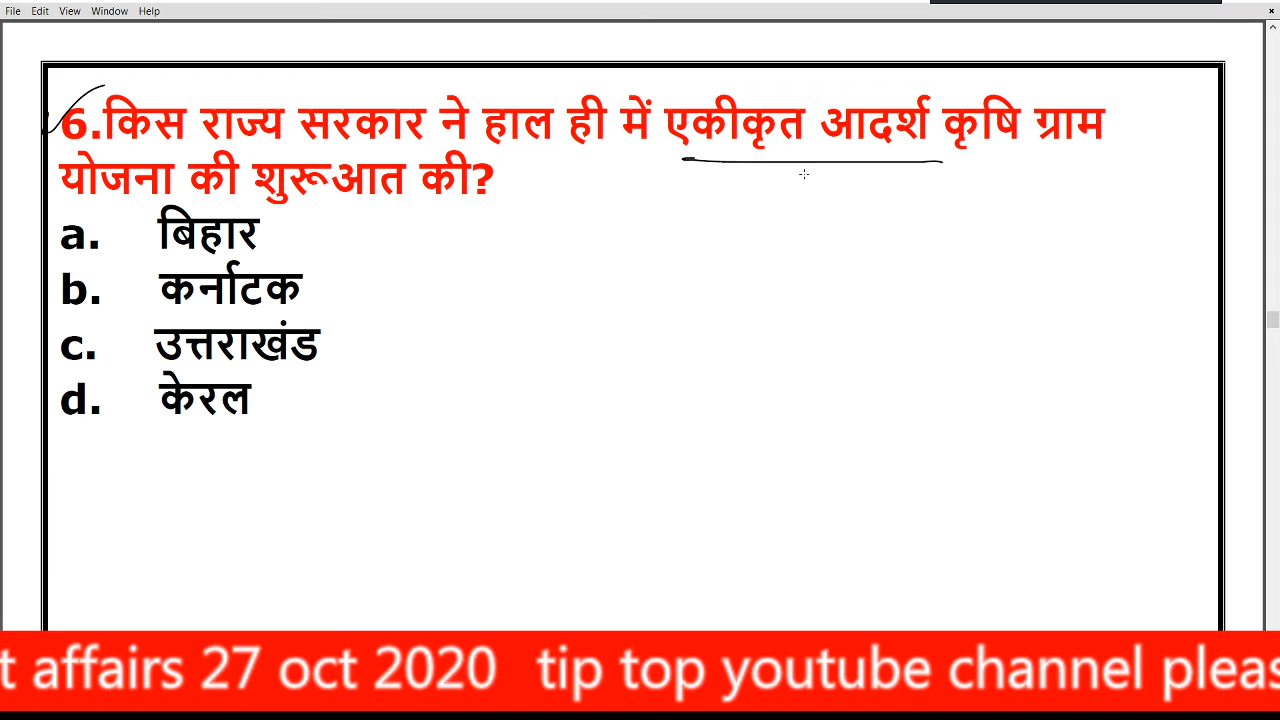 File Edit View Window Help
6.किस राज्य सरकार ने हाल ही में एकीकृत आदर्श कृषि ग्राम
योजना की शुरूआत की?
a. बिहार
b. कर्नाटक
c. उत्तराखंड
d. केरल
t affairs 27 oct 2020 tip top youtube channel pleas